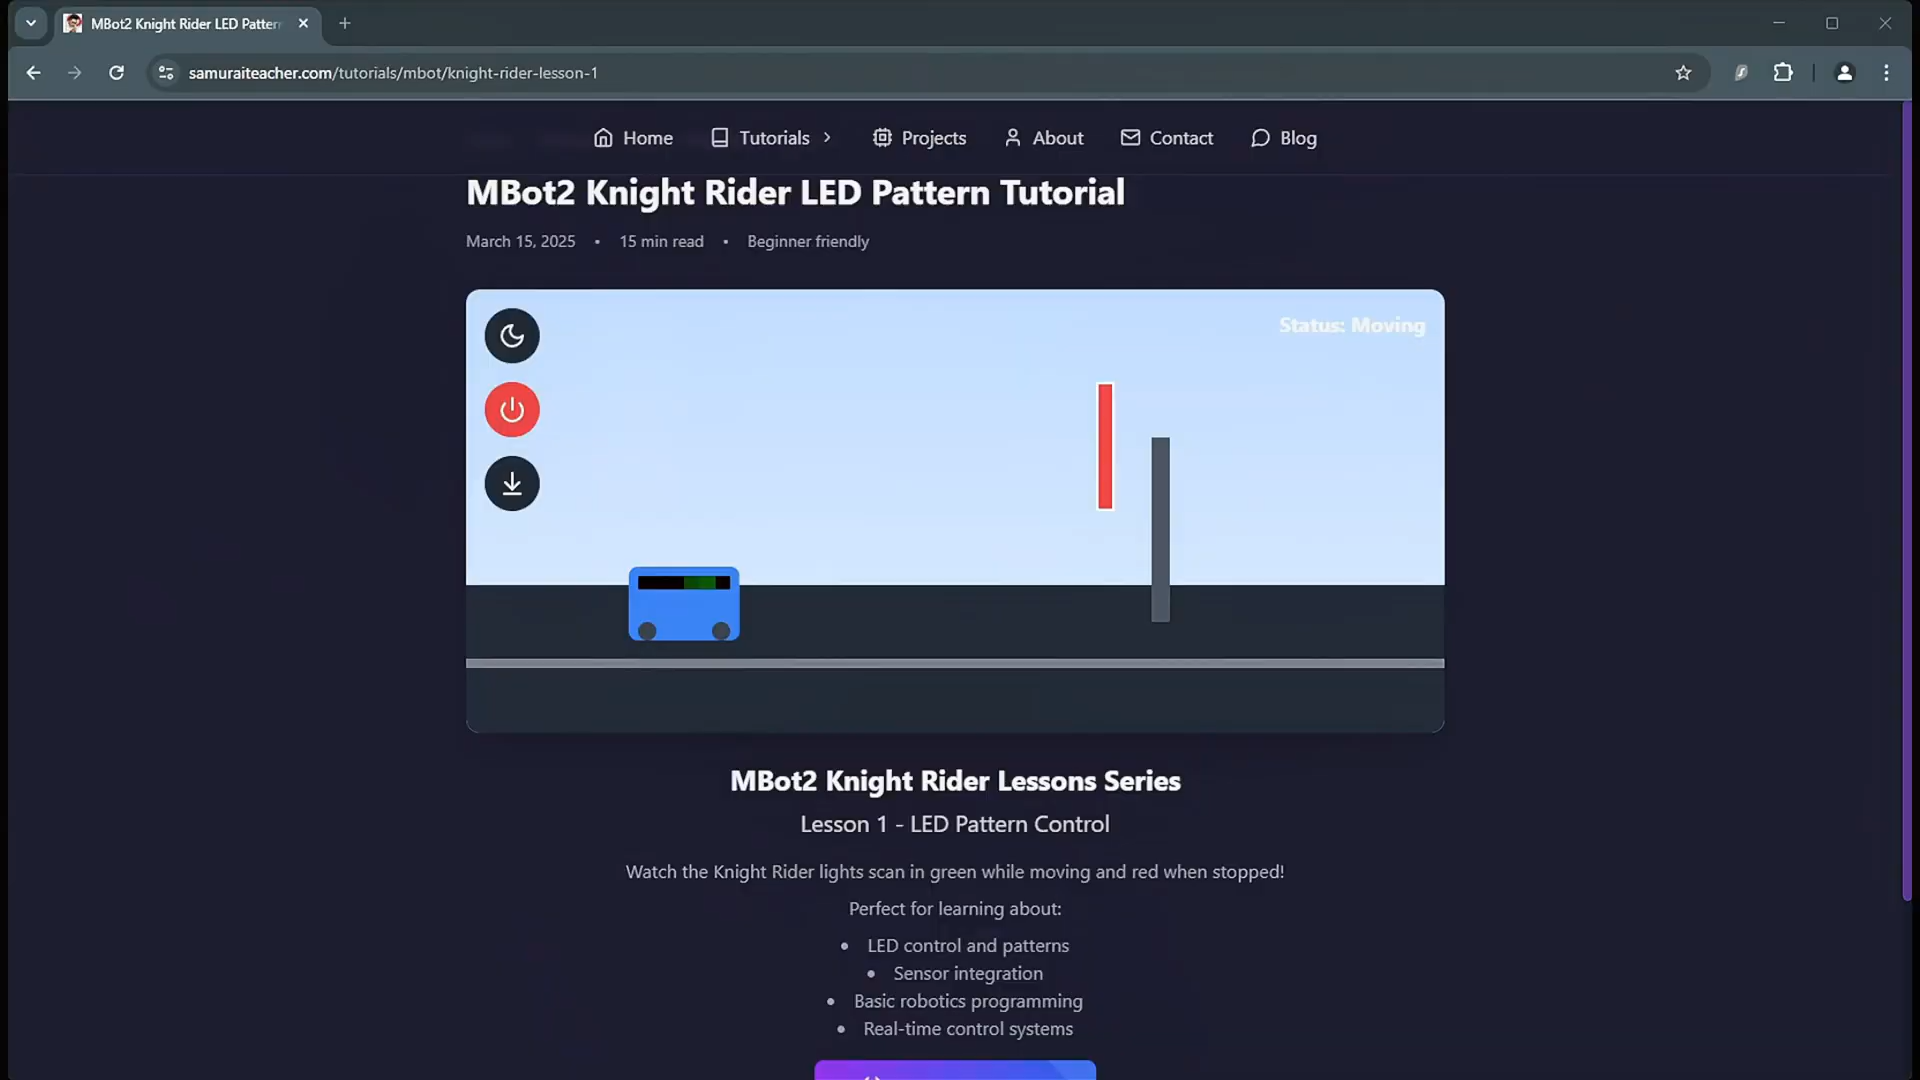 MBot2 Knight Rider LED Pattern
samuraiteacher.com/tutorials/mbot/knight-rider-lesson-1
Home Tutorials Projects About Contact Blog
MBot2 Knight Rider LED Pattern Tutorial
March 15, 2025 • 15 min read • Beginner friendly
Status: Moving
MBot2 Knight Rider Lessons Series
Lesson 1 - LED Pattern Control
Watch the Knight Rider lights scan in green while moving and red when stopped!
Perfect for learning about:
• LED control and patterns
• Sensor integration
• Basic robotics programming
• Real-time control systems